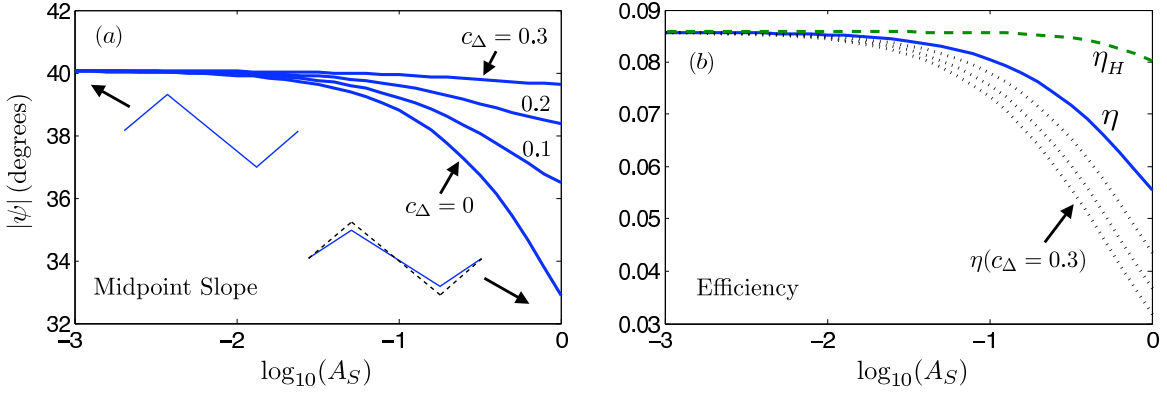 42
40
38
36
34
32
|ψ| (degrees)
(a)
c_Δ = 0.3
0.2
0.1
c_Δ = 0
Midpoint Slope
−3
−2
−1
0
log₁₀(A_S)
0.09
0.08
0.07
0.06
0.05
0.04
0.03
(b)
η_H
η
η(c_Δ = 0.3)
Efficiency
−3
−2
−1
0
log₁₀(A_S)